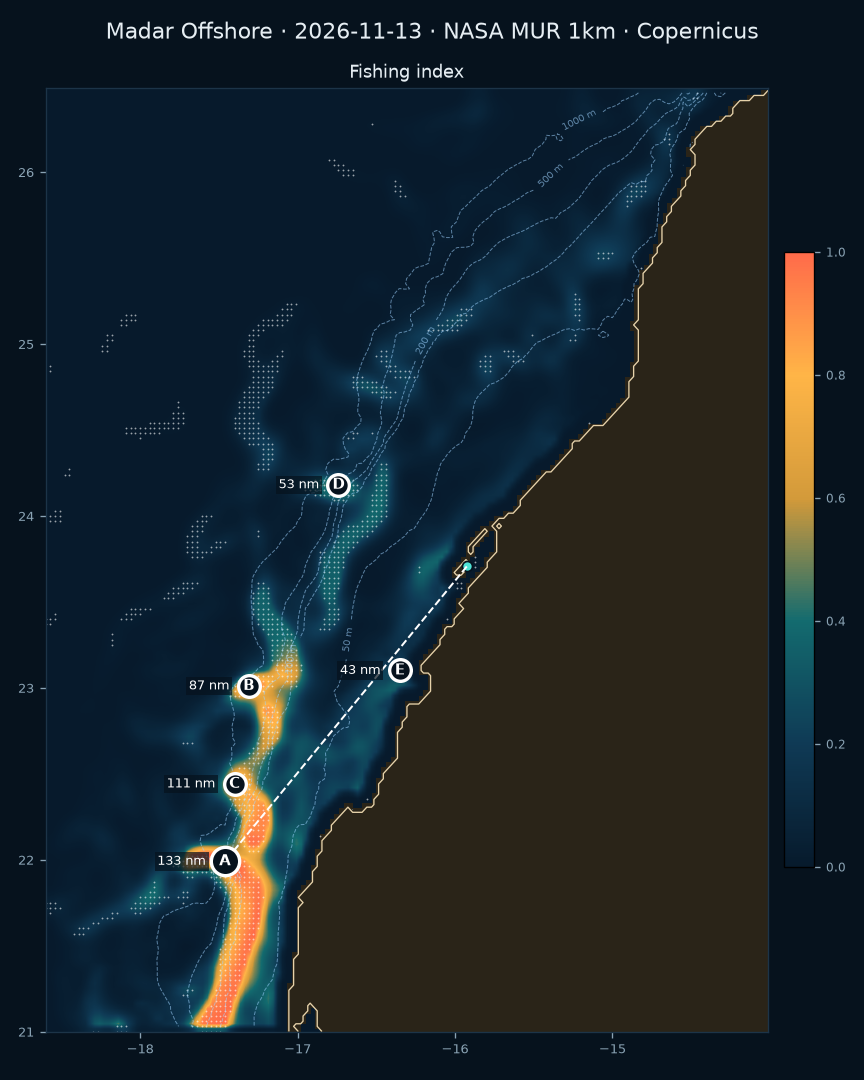 Madar Offshore · 2026-11-13 · NASA MUR 1km · Copernicus
Fishing index
1000 m
500 m
200 m
50 m
53 nm D
43 nm E
87 nm B
111 nm C
133 nm A
26
25
24
23
22
21
−18
−17
−16
−15
1.0
0.8
0.6
0.4
0.2
0.0